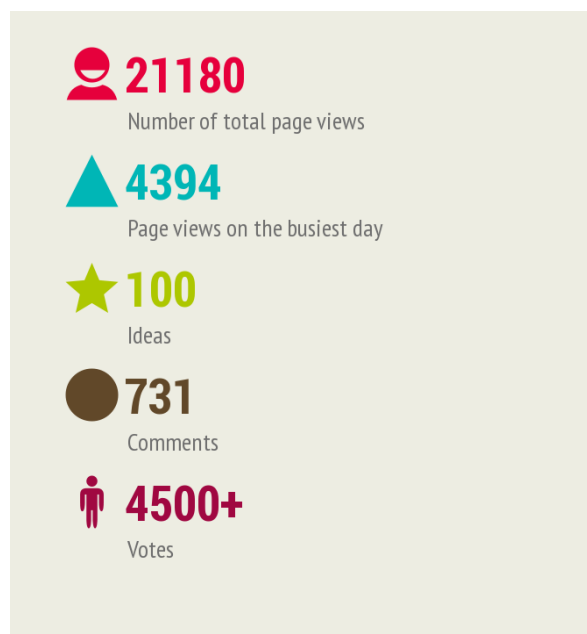 21180
Number of total page views
4394
Page views on the busiest day
100
Ideas
731
Comments
4500+
Votes